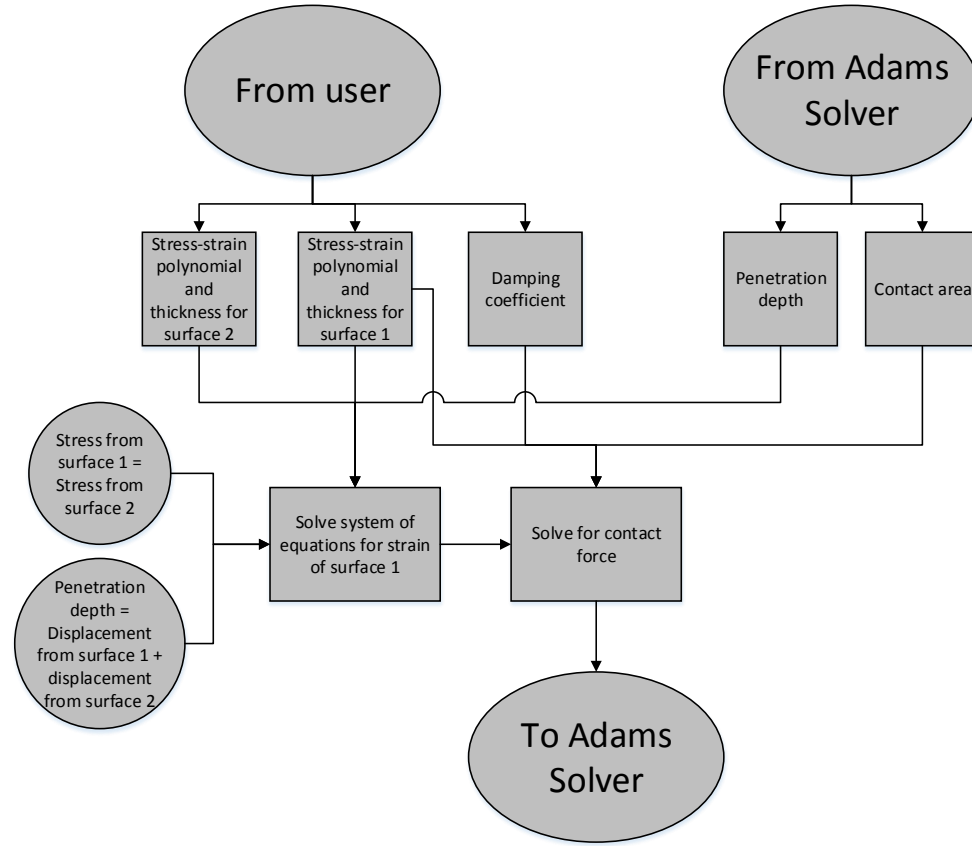 From user
From Adams
Solver
Stress-strain
polynomial
and
thickness for
surface 2
Stress-strain
polynomial
and
thickness for
surface 1
Damping
coefficient
Penetration
depth
Contact area
Stress from
surface 1 =
Stress from
surface 2
Solve system of
equations for strain
of surface 1
Solve for contact
force
Penetration
depth =
Displacement
from surface 1 +
displacement
from surface 2
To Adams
Solver